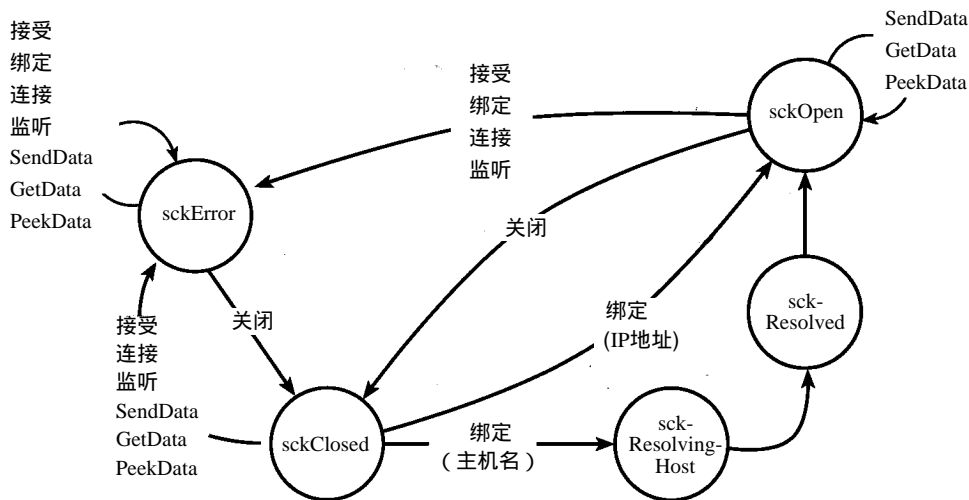 接受
绑定
连接
监听
SendData
GetData
PeekData
sckError
接受
绑定
连接
监听
SendData
GetData
PeekData
sckOpen
关闭
关闭
绑定
(IP地址)
sck-
Resolved
接受
连接
监听
SendData
GetData
PeekData
sckClosed
绑定
（主机名）
sck-
Resolving-
Host